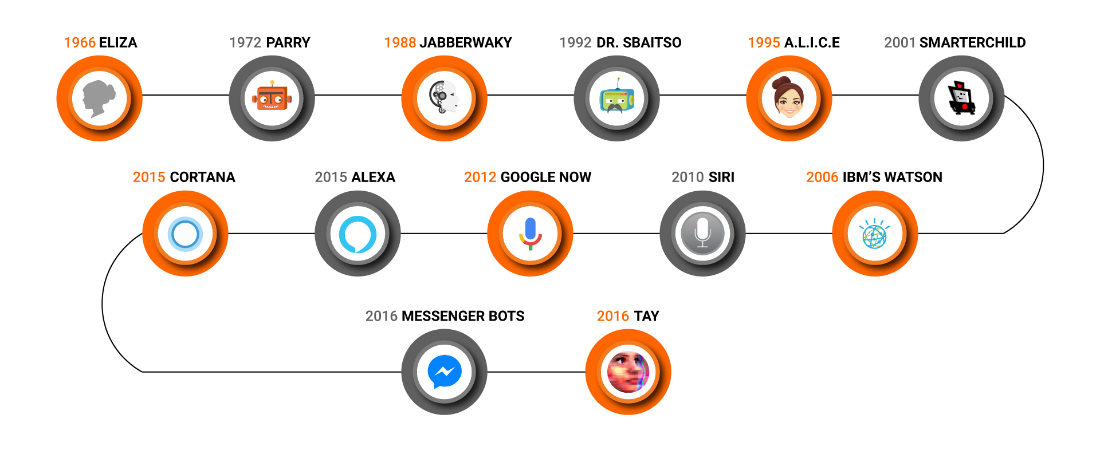 1966 ELIZA
1972 PARRY
1988 JABBERWAKY
1992 DR. SBAITSO
1995 A.L.I.C.E
2001 SMARTERCHILD
2015 CORTANA
2015 ALEXA
2012 GOOGLE NOW
2010 SIRI
2006 IBM'S WATSON
2016 MESSENGER BOTS
2016 TAY